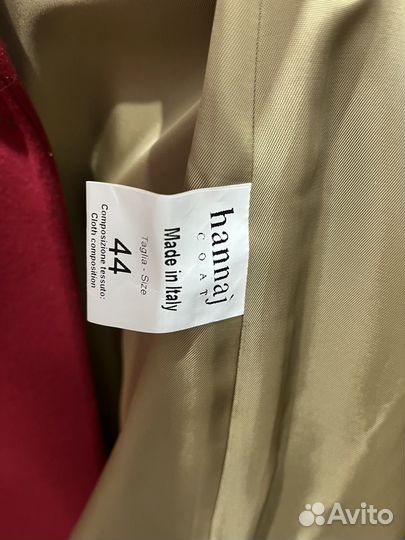 hannaj
COAT
Made in Italy
Taglia - Size
44
Composizione tessuto:
Cloth composition
Avito